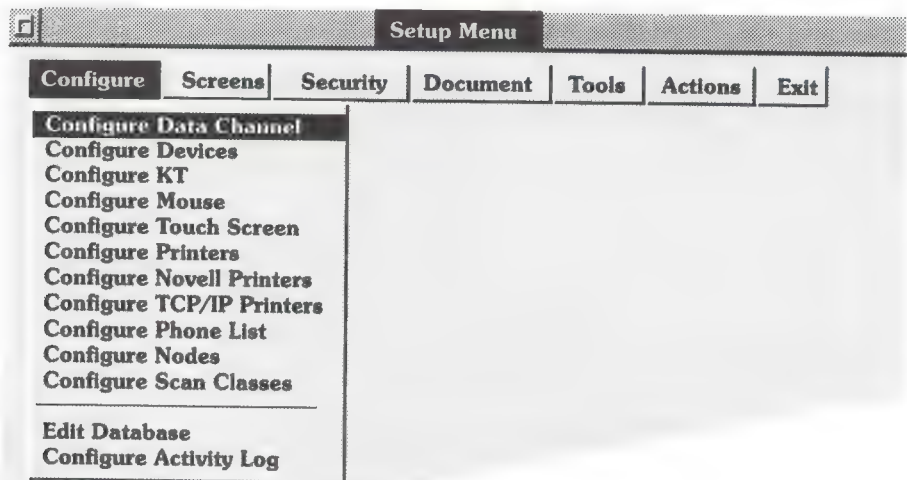 Setup Menu
Configure Screens Security Document Tools Actions Exit
Configure Data Channel
Configure Devices
Configure KT
Configure Mouse
Configure Touch Screen
Configure Printers
Configure Novell Printers
Configure TCP/IP Printers
Configure Phone List
Configure Nodes
Configure Scan Classes
Edit Database
Configure Activity Log